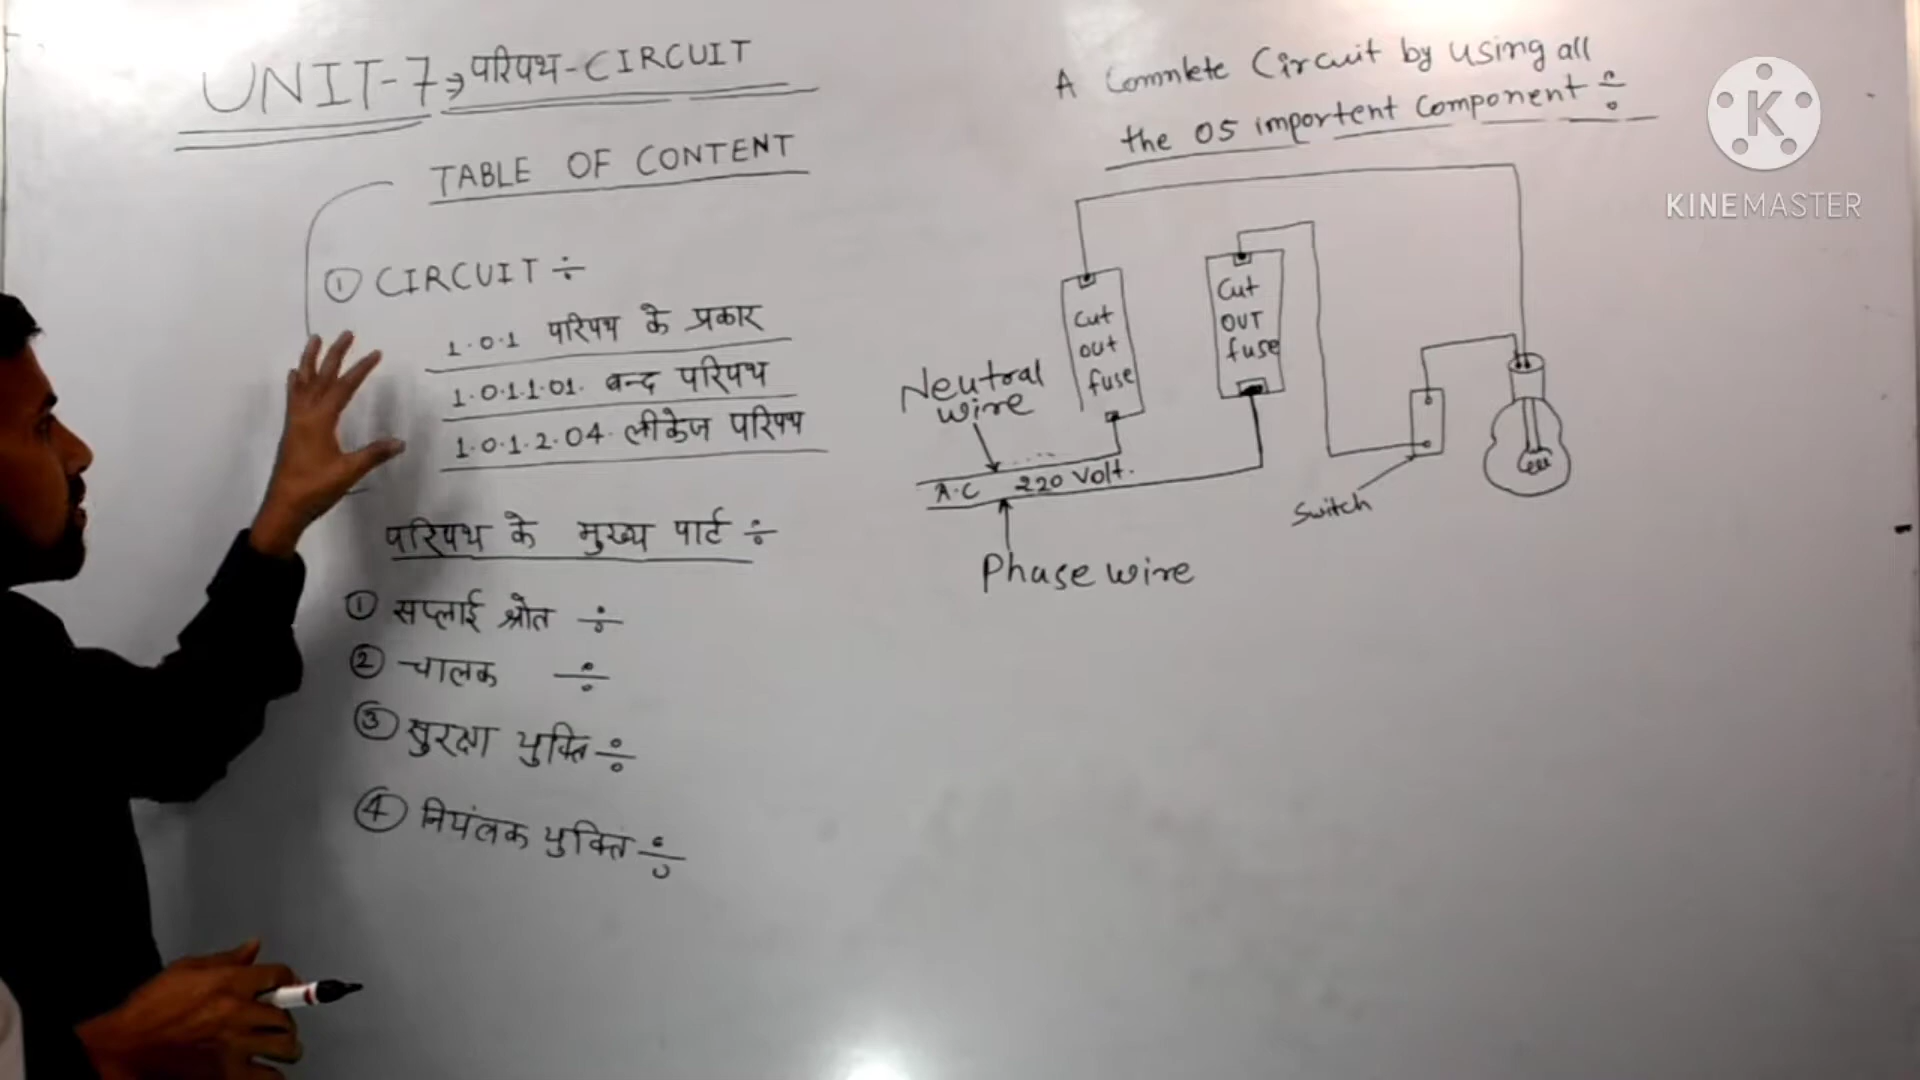 UNIT-7⇒परिपथ-CIRCUIT
TABLE OF CONTENT
① CIRCUIT ÷
1.0.1 परिपथ के प्रकार
1.0.1.1.01. बन्द परिपथ
1.0.1.2.04. लीकेज परिपथ
परिपथ के मुख्य पार्ट ÷
① सप्लाई श्रोत ÷
② चालक ÷
③ सुरक्षा युक्ति ÷
④ नियंत्रक युक्ति ÷
A Comnlete Circuit by using all
the 05 importent component ÷
Cut
out
fuse
Cut
OUT
fuse
Neutral
wire
A.C 220 Volt.
Phase wire
Switch
K
KINEMASTER